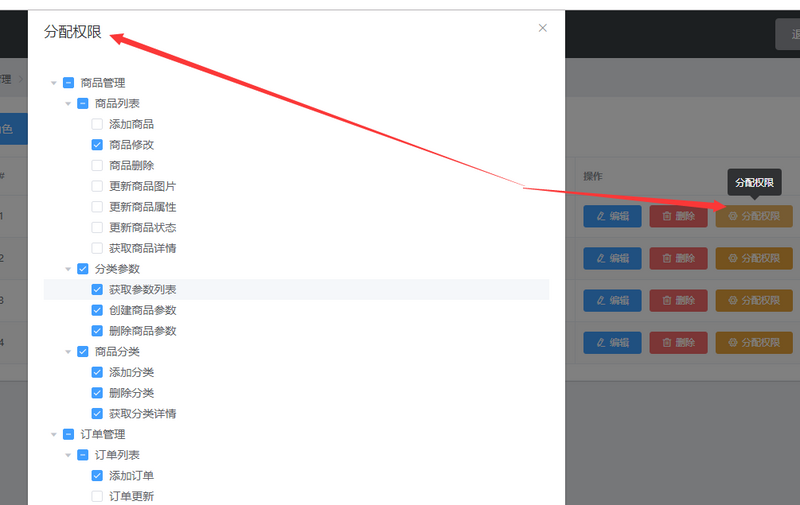 分配权限
退
管理
商品管理
商品列表
添加商品
商品修改
商品删除
更新商品图片
更新商品属性
更新商品状态
获取商品详情
分类参数
获取参数列表
创建商品参数
删除商品参数
商品分类
添加分类
删除分类
获取分类详情
订单管理
订单列表
添加订单
订单更新
色
#
1
2
3
4
操作
分配权限
编辑 删除 分配权限
编辑 删除 分配权限
编辑 删除 分配权限
编辑 删除 分配权限